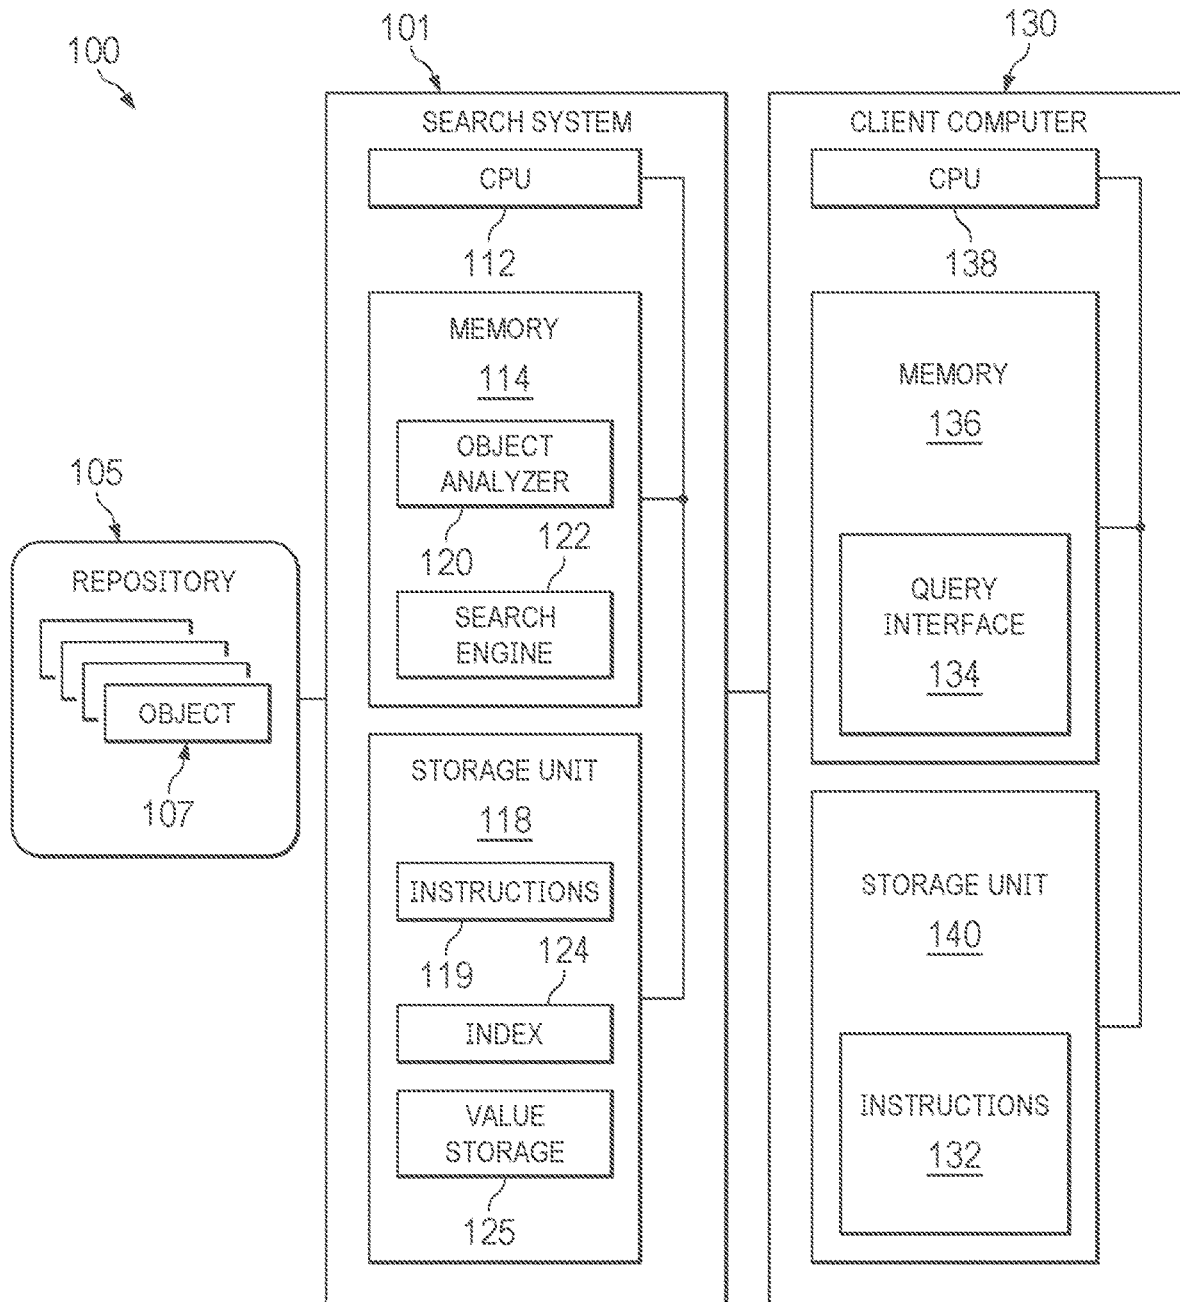 100
101
130
SEARCH SYSTEM
CPU
112
MEMORY
114
OBJECT
ANALYZER
120
122
SEARCH
ENGINE
STORAGE UNIT
118
INSTRUCTIONS
119
124
INDEX
VALUE
STORAGE
125
CLIENT COMPUTER
CPU
138
MEMORY
136
QUERY
INTERFACE
134
STORAGE UNIT
140
INSTRUCTIONS
132
105
REPOSITORY
OBJECT
107